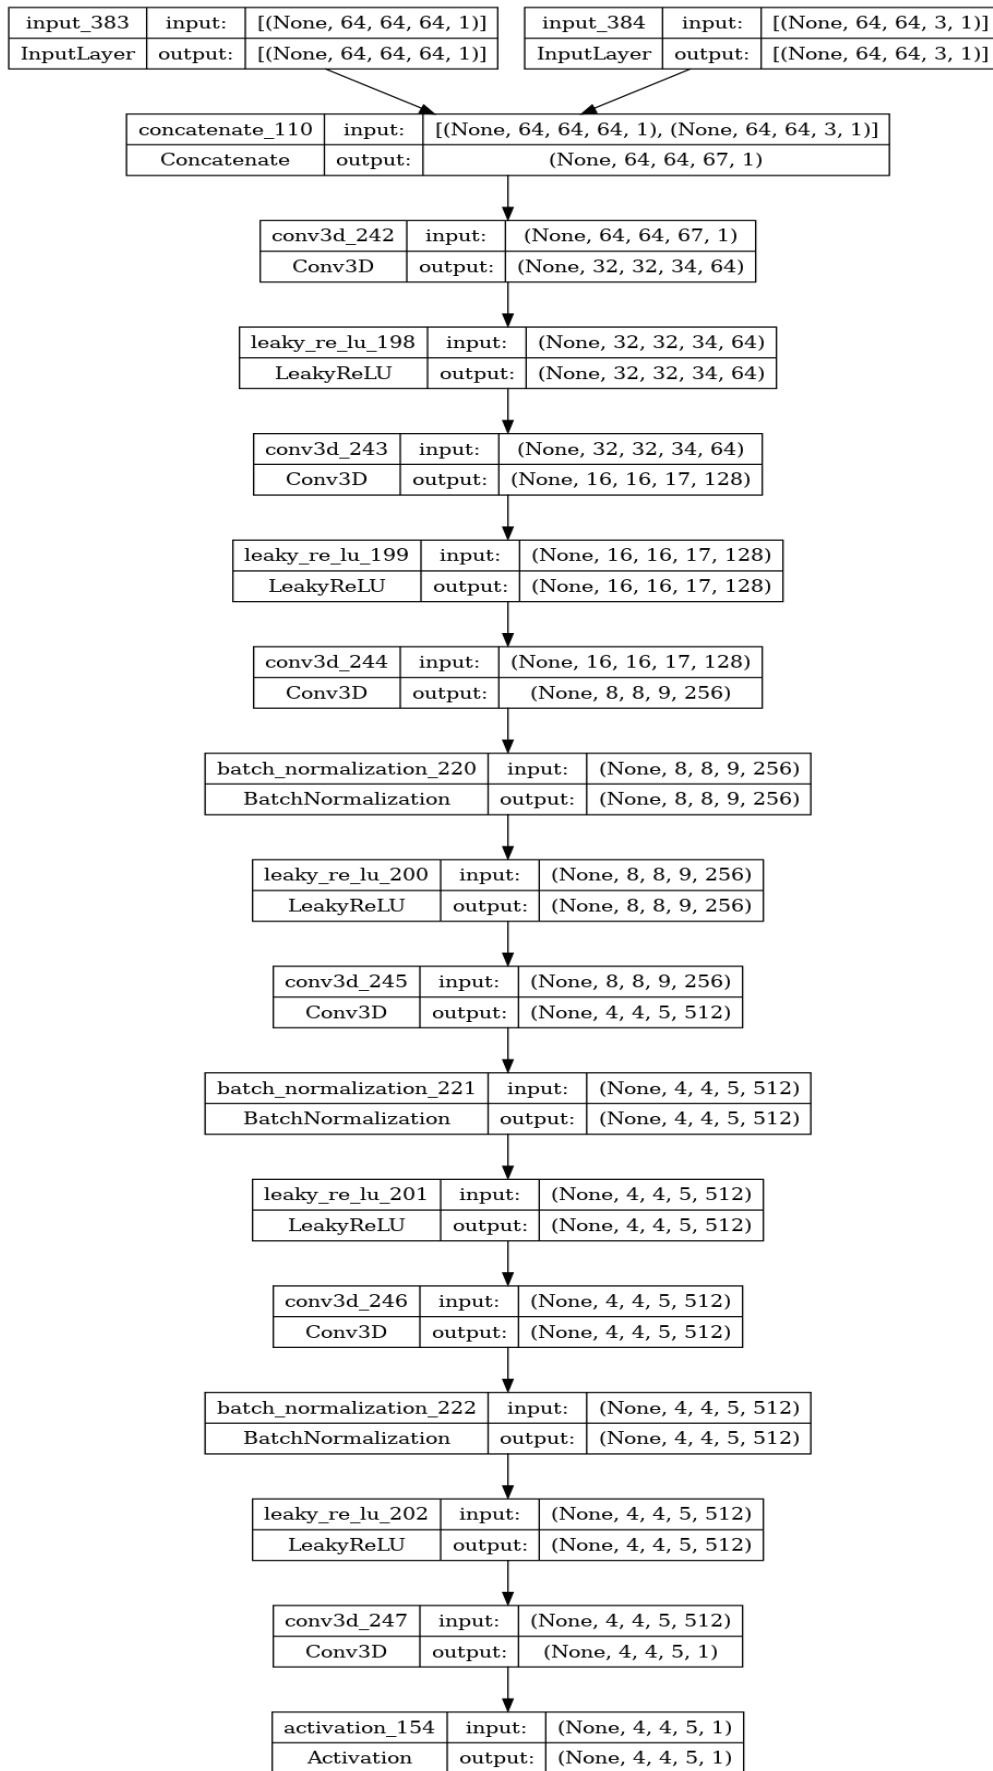 input_383 input: [(None, 64, 64, 64, 1)]
InputLayer output: [(None, 64, 64, 64, 1)]
input_384 input: [(None, 64, 64, 3, 1)]
InputLayer output: [(None, 64, 64, 3, 1)]
concatenate_110 input: [(None, 64, 64, 64, 1), (None, 64, 64, 3, 1)]
Concatenate output: (None, 64, 64, 67, 1)
conv3d_242 input: (None, 64, 64, 67, 1)
Conv3D output: (None, 32, 32, 34, 64)
leaky_re_lu_198 input: (None, 32, 32, 34, 64)
LeakyReLU output: (None, 32, 32, 34, 64)
conv3d_243 input: (None, 32, 32, 34, 64)
Conv3D output: (None, 16, 16, 17, 128)
leaky_re_lu_199 input: (None, 16, 16, 17, 128)
LeakyReLU output: (None, 16, 16, 17, 128)
conv3d_244 input: (None, 16, 16, 17, 128)
Conv3D output: (None, 8, 8, 9, 256)
batch_normalization_220 input: (None, 8, 8, 9, 256)
BatchNormalization output: (None, 8, 8, 9, 256)
leaky_re_lu_200 input: (None, 8, 8, 9, 256)
LeakyReLU output: (None, 8, 8, 9, 256)
conv3d_245 input: (None, 8, 8, 9, 256)
Conv3D output: (None, 4, 4, 5, 512)
batch_normalization_221 input: (None, 4, 4, 5, 512)
BatchNormalization output: (None, 4, 4, 5, 512)
leaky_re_lu_201 input: (None, 4, 4, 5, 512)
LeakyReLU output: (None, 4, 4, 5, 512)
conv3d_246 input: (None, 4, 4, 5, 512)
Conv3D output: (None, 4, 4, 5, 512)
batch_normalization_222 input: (None, 4, 4, 5, 512)
BatchNormalization output: (None, 4, 4, 5, 512)
leaky_re_lu_202 input: (None, 4, 4, 5, 512)
LeakyReLU output: (None, 4, 4, 5, 512)
conv3d_247 input: (None, 4, 4, 5, 512)
Conv3D output: (None, 4, 4, 5, 1)
activation_154 input: (None, 4, 4, 5, 1)
Activation output: (None, 4, 4, 5, 1)